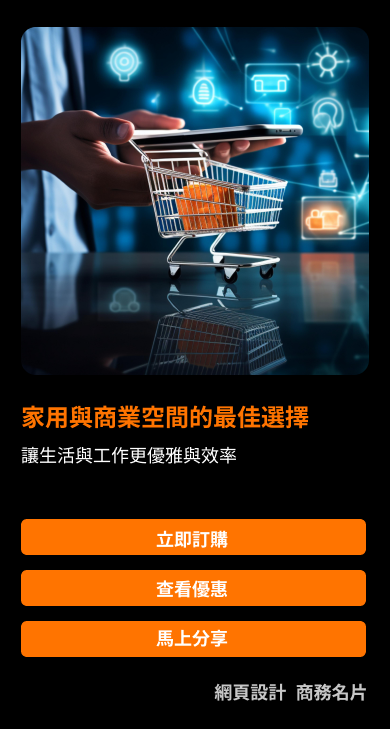 家用與商業空間的最佳選擇
讓生活與工作更優雅與效率
立即訂購
查看優惠
馬上分享
網頁設計 商務名片